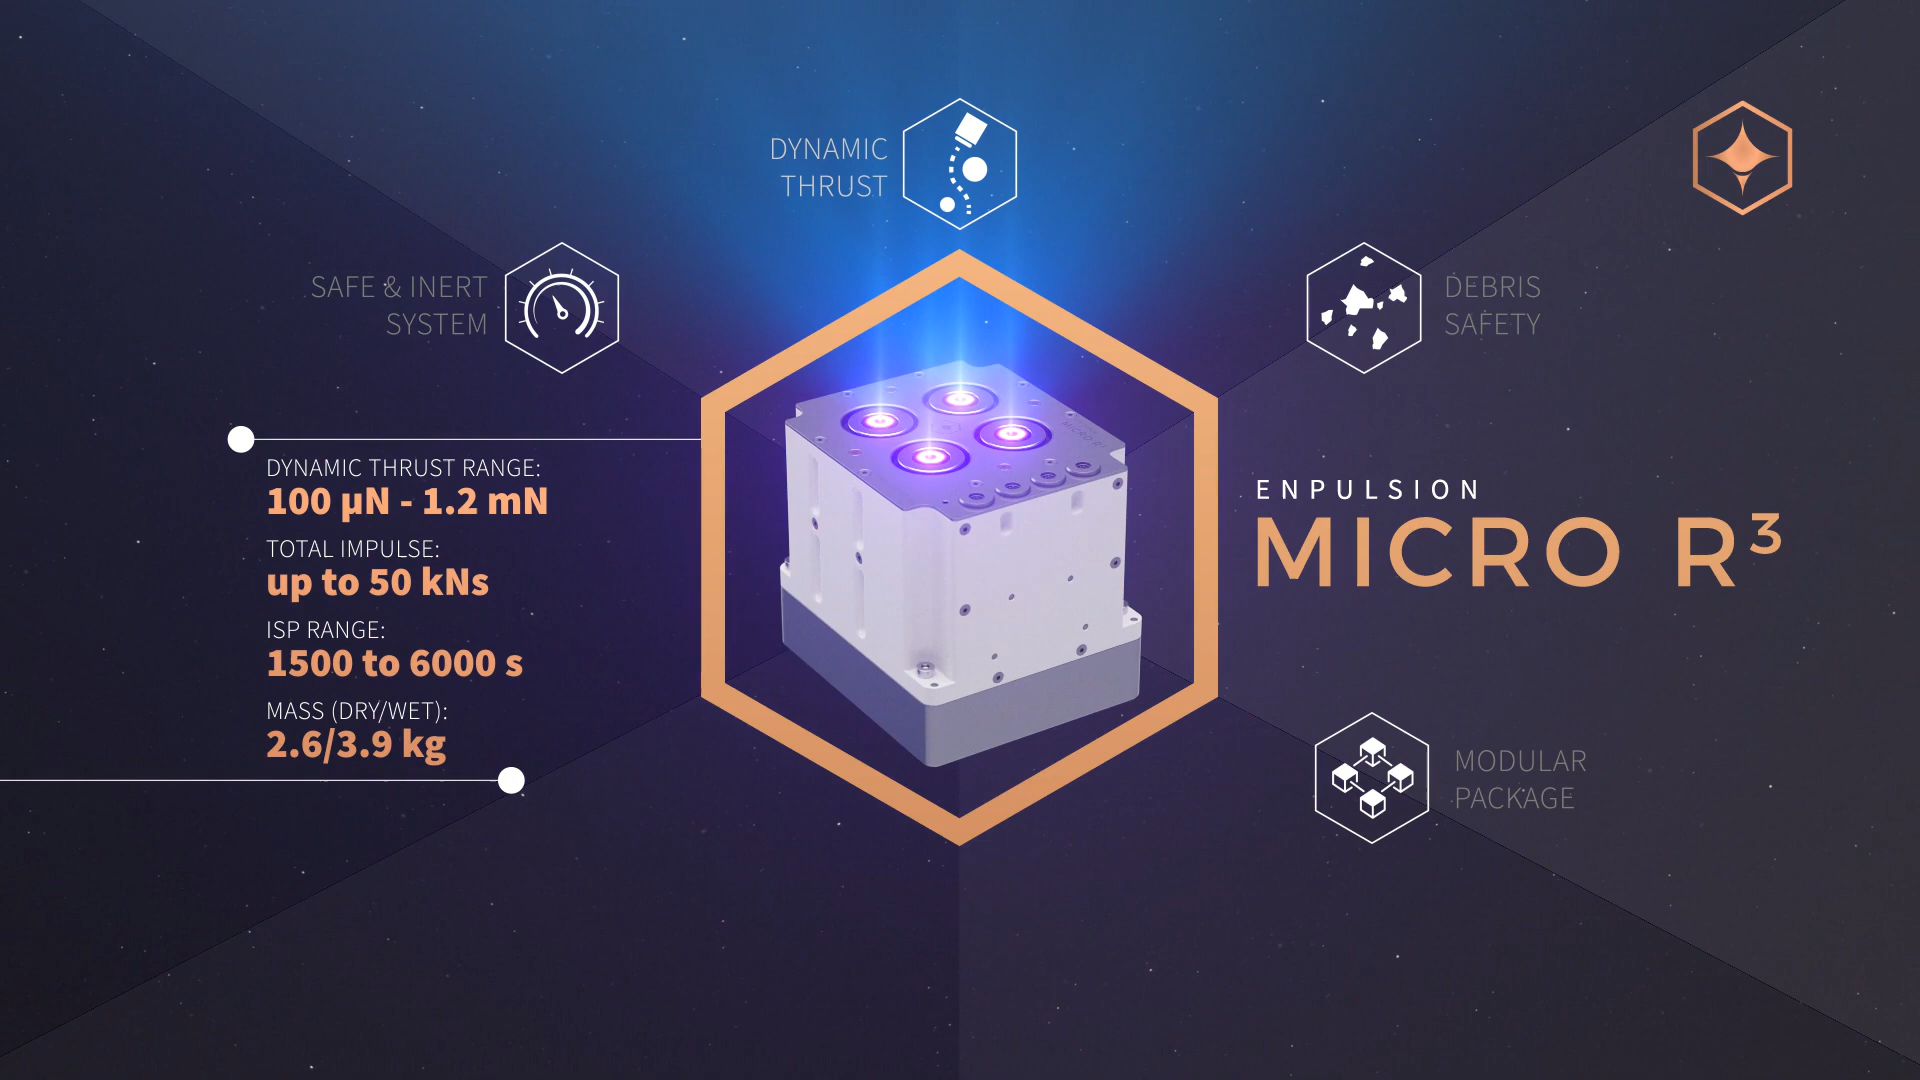 DYNAMIC
THRUST
SAFE & INERT
SYSTEM
DEBRIS
SAFETY
DYNAMIC THRUST RANGE:
100 µN - 1.2 mN
TOTAL IMPULSE:
up to 50 kNs
ISP RANGE:
1500 to 6000 s
MASS (DRY/WET):
2.6/3.9 kg
MICRO R³
ENPULSION
MICRO R³
MODULAR
PACKAGE